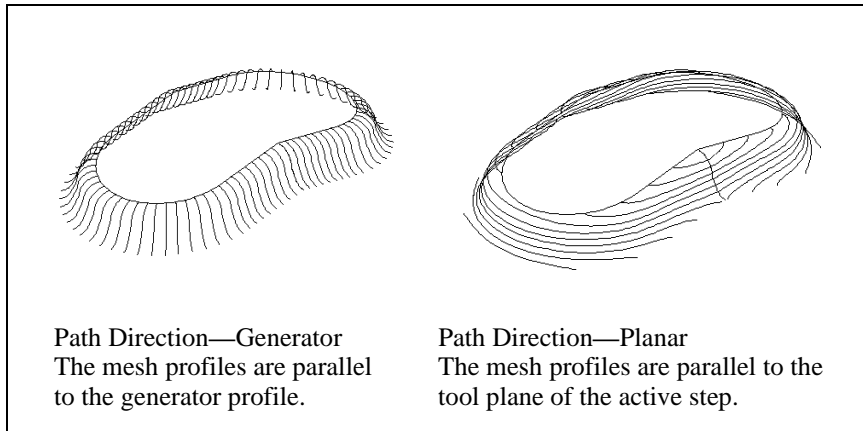 Path Direction—Generator
The mesh profiles are parallel
to the generator profile.
Path Direction—Planar
The mesh profiles are parallel to the
tool plane of the active step.